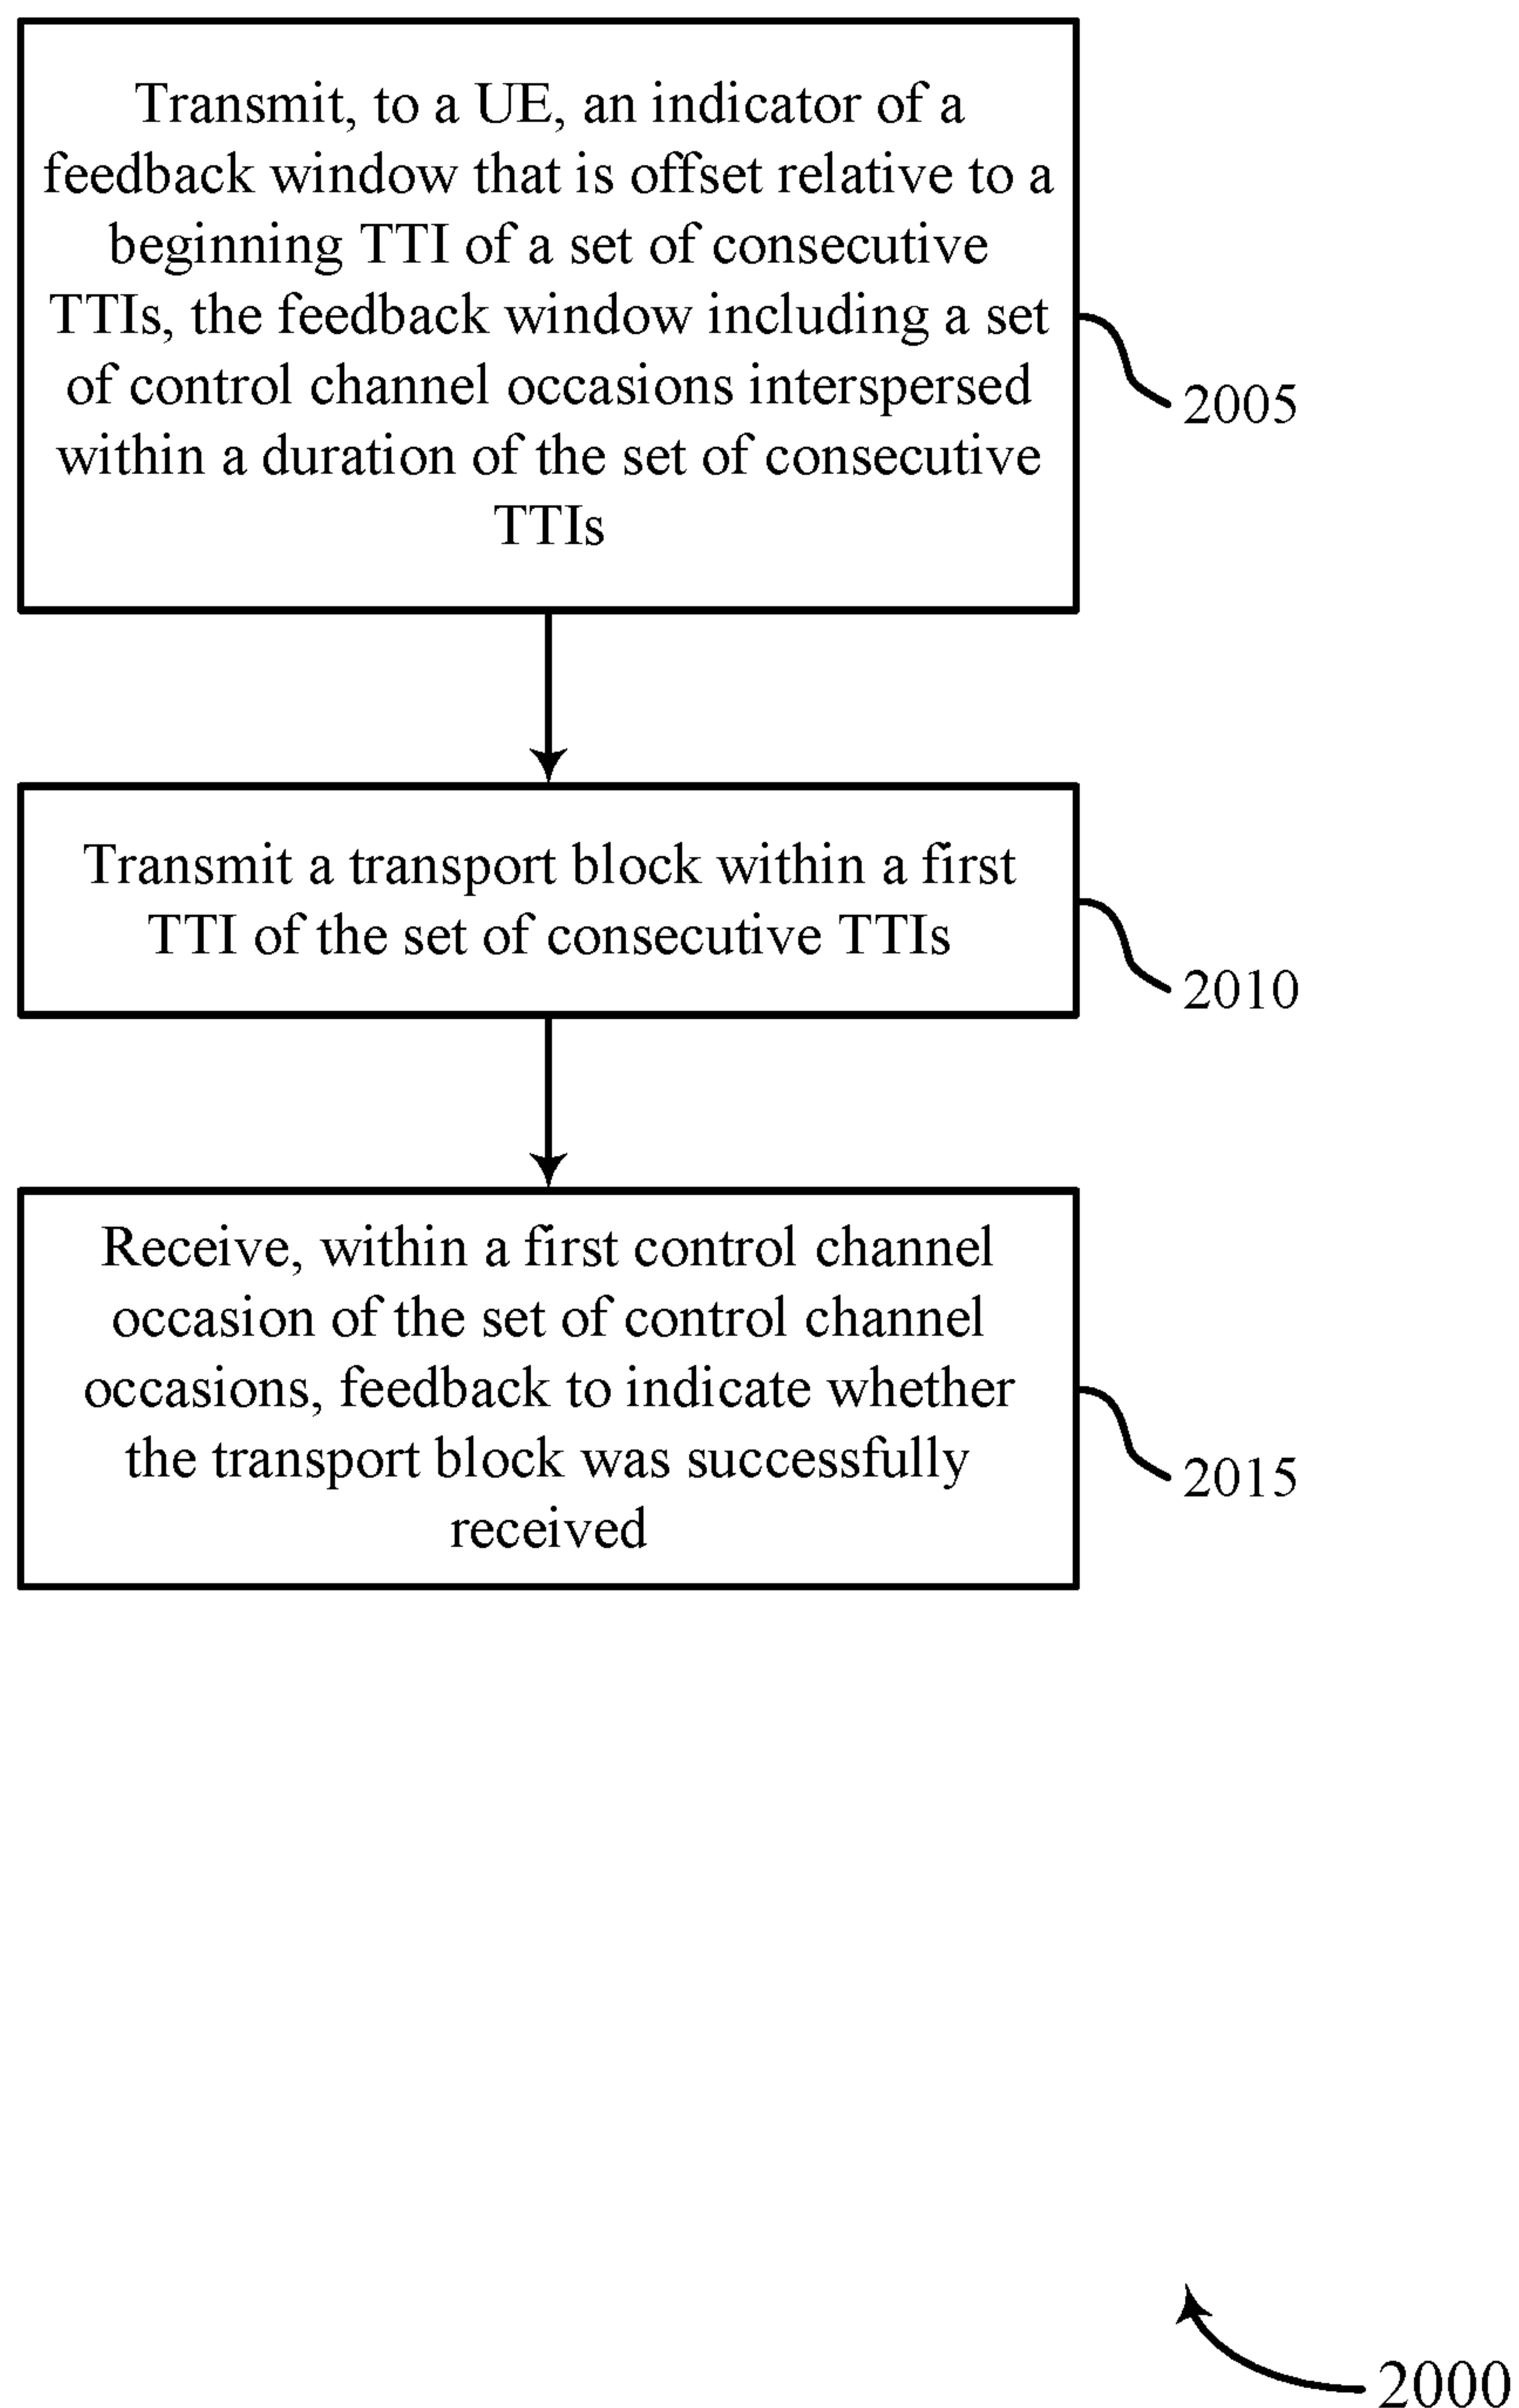 Transmit, to a UE, an indicator of a
feedback window that is offset relative to a
beginning TTI of a set of consecutive
TTIs, the feedback window including a set
of control channel occasions interspersed
within a duration of the set of consecutive
TTIs
2005
Transmit a transport block within a first
TTI of the set of consecutive TTIs
2010
Receive, within a first control channel
occasion of the set of control channel
occasions, feedback to indicate whether
the transport block was successfully
received
2015
2000